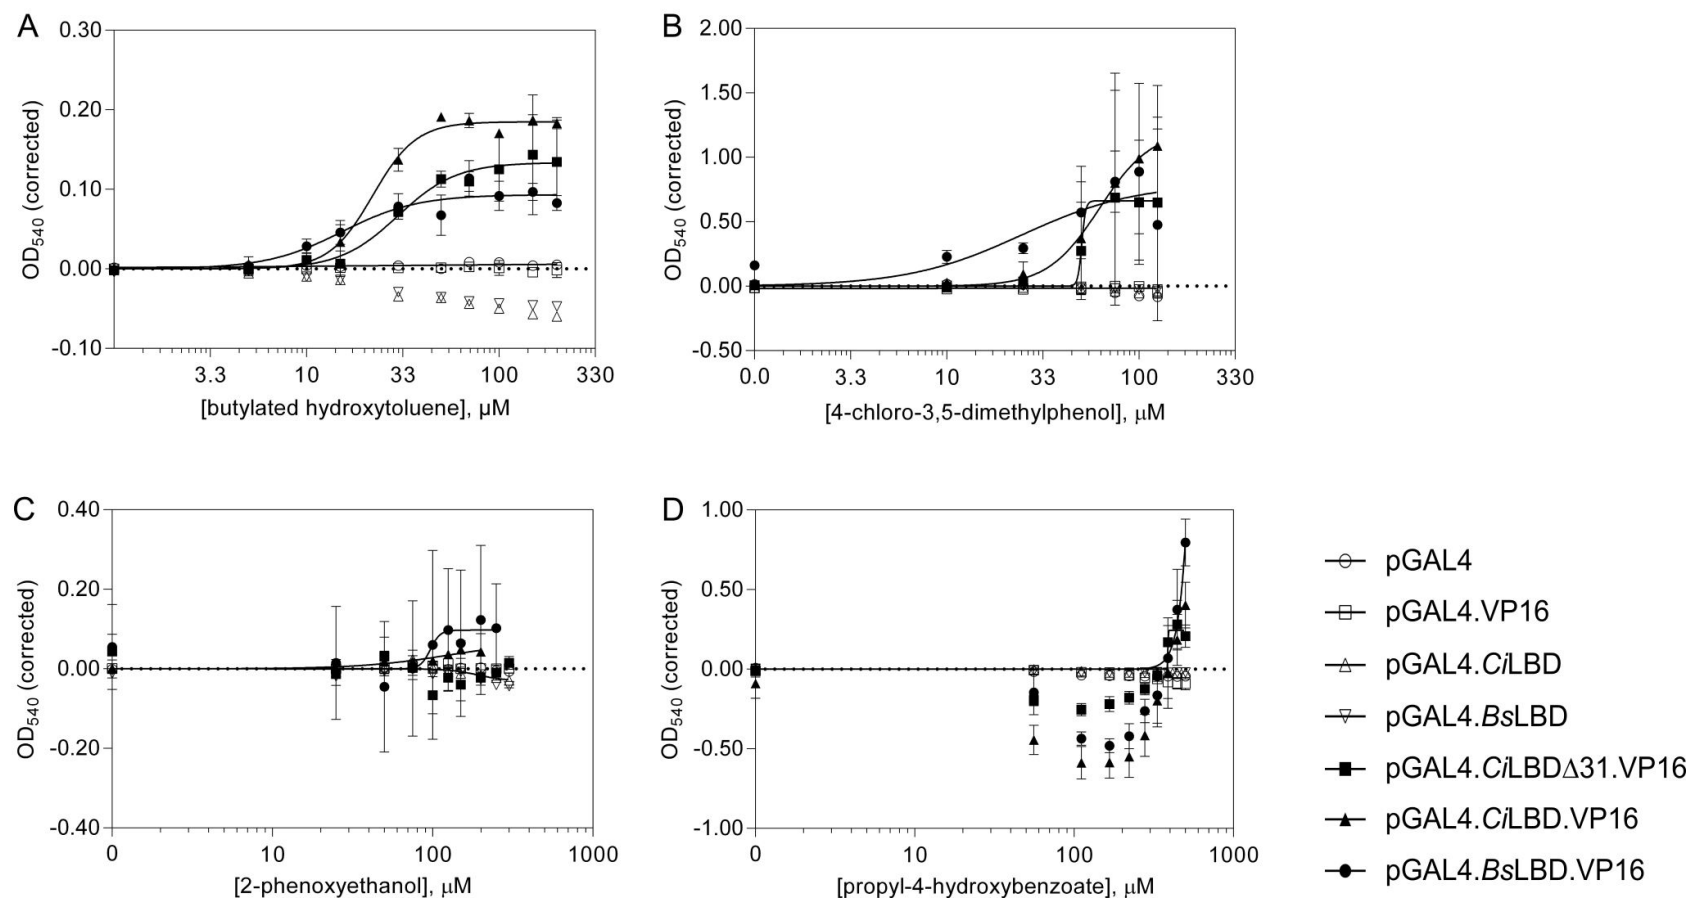 A
0.30
0.20
0.10
0.00
-0.10
OD540 (corrected)
3.3 10 33 100 330
[butylated hydroxytoluene], µM
B
2.00
1.50
1.00
0.50
0.00
-0.50
OD540 (corrected)
0.0 3.3 10 33 100 330
[4-chloro-3,5-dimethylphenol], µM
C
0.40
0.20
0.00
-0.20
-0.40
OD540 (corrected)
0 10 100 1000
[2-phenoxyethanol], µM
D
1.00
0.50
0.00
-0.50
-1.00
OD540 (corrected)
0 10 100 1000
[propyl-4-hydroxybenzoate], µM
pGAL4
pGAL4.VP16
pGAL4.CiLBD
pGAL4.BsLBD
pGAL4.CiLBDΔ31.VP16
pGAL4.CiLBD.VP16
pGAL4.BsLBD.VP16